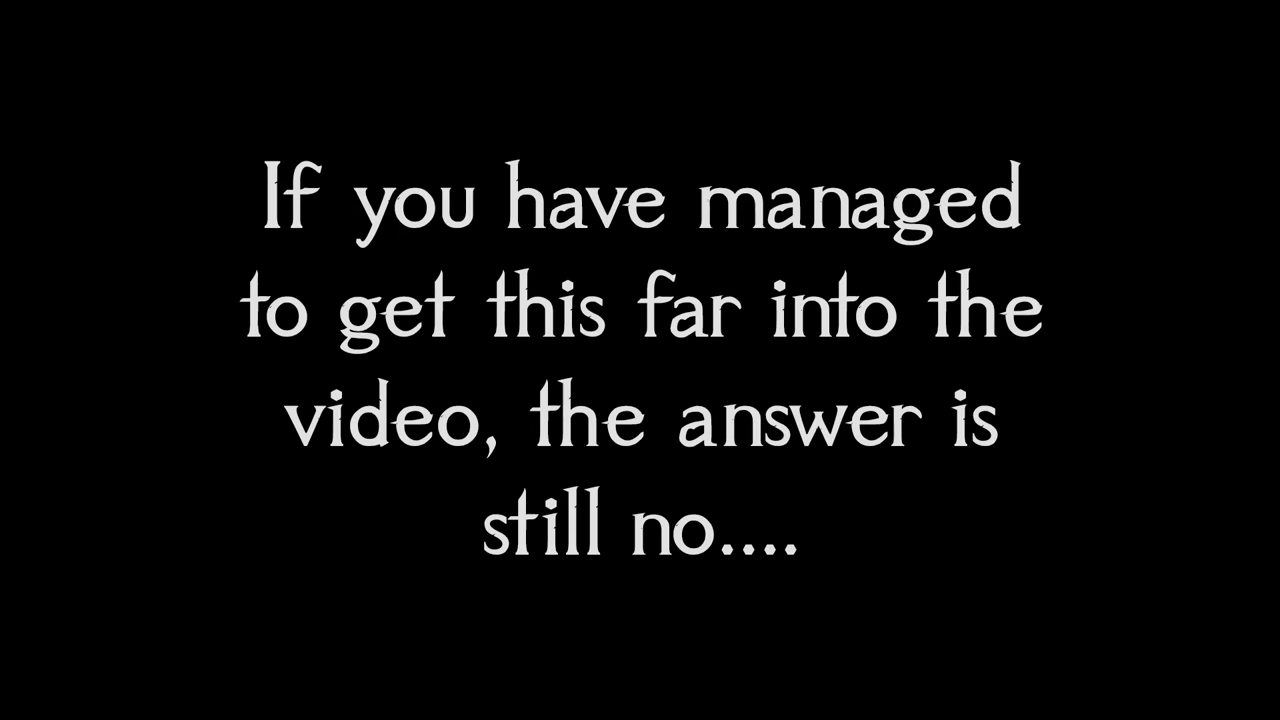 If you have managed
to get this far into the
video, the answer is
still no....